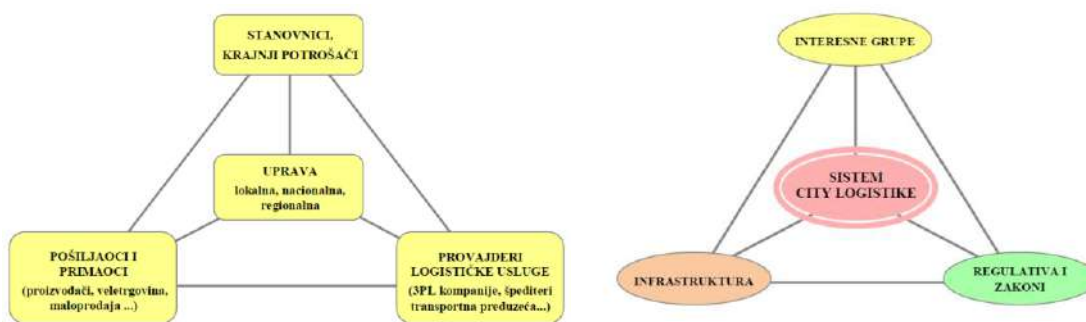 STANOVNICI,
KRAJNJI POTROŠAČI
UPRAVA
lokalna, nacionalna,
regionalna
POŠILJAOCI I
PRIMAOCI
(proizvođači, veletrgovina,
maloprodaja ...)
PROVAJDERI
LOGISTIČKE USLUGE
(3PL kompanije, špediteri
transportna preduzeća...)
INTERESNE GRUPE
SISTEM
CITY LOGISTIKE
INFRASTRUKTURA
REGULATIVA I
ZAKONI